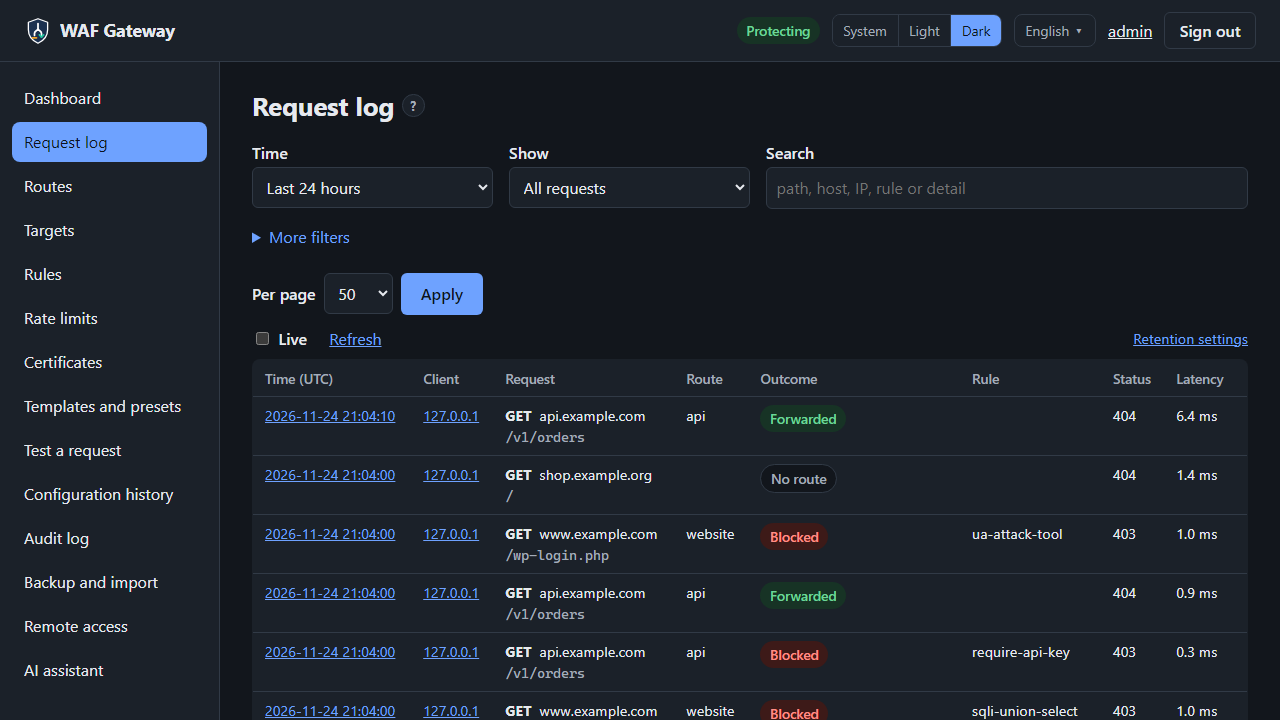 WAF Gateway
Protecting
System Light Dark
English
admin
Sign out
Dashboard
Request log
Routes
Targets
Rules
Rate limits
Certificates
Templates and presets
Test a request
Configuration history
Audit log
Backup and import
Remote access
AI assistant
Request log ?
Time Show Search
Last 24 hours All requests path, host, IP, rule or detail
More filters
Per page 50 Apply
Live Refresh Retention settings
Time (UTC) Client Request Route Outcome Rule Status Latency
2026-11-24 21:04:10 127.0.0.1 GET api.example.com api Forwarded 404 6.4 ms
/v1/orders
2026-11-24 21:04:00 127.0.0.1 GET shop.example.org No route 404 1.4 ms
/
2026-11-24 21:04:00 127.0.0.1 GET www.example.com website Blocked ua-attack-tool 403 1.0 ms
/wp-login.php
2026-11-24 21:04:00 127.0.0.1 GET api.example.com api Forwarded 404 0.9 ms
/v1/orders
2026-11-24 21:04:00 127.0.0.1 GET api.example.com api Blocked require-api-key 403 0.3 ms
/v1/orders
2026-11-24 21:04:00 127.0.0.1 GET www.example.com website Blocked sqli-union-select 403 1.0 ms